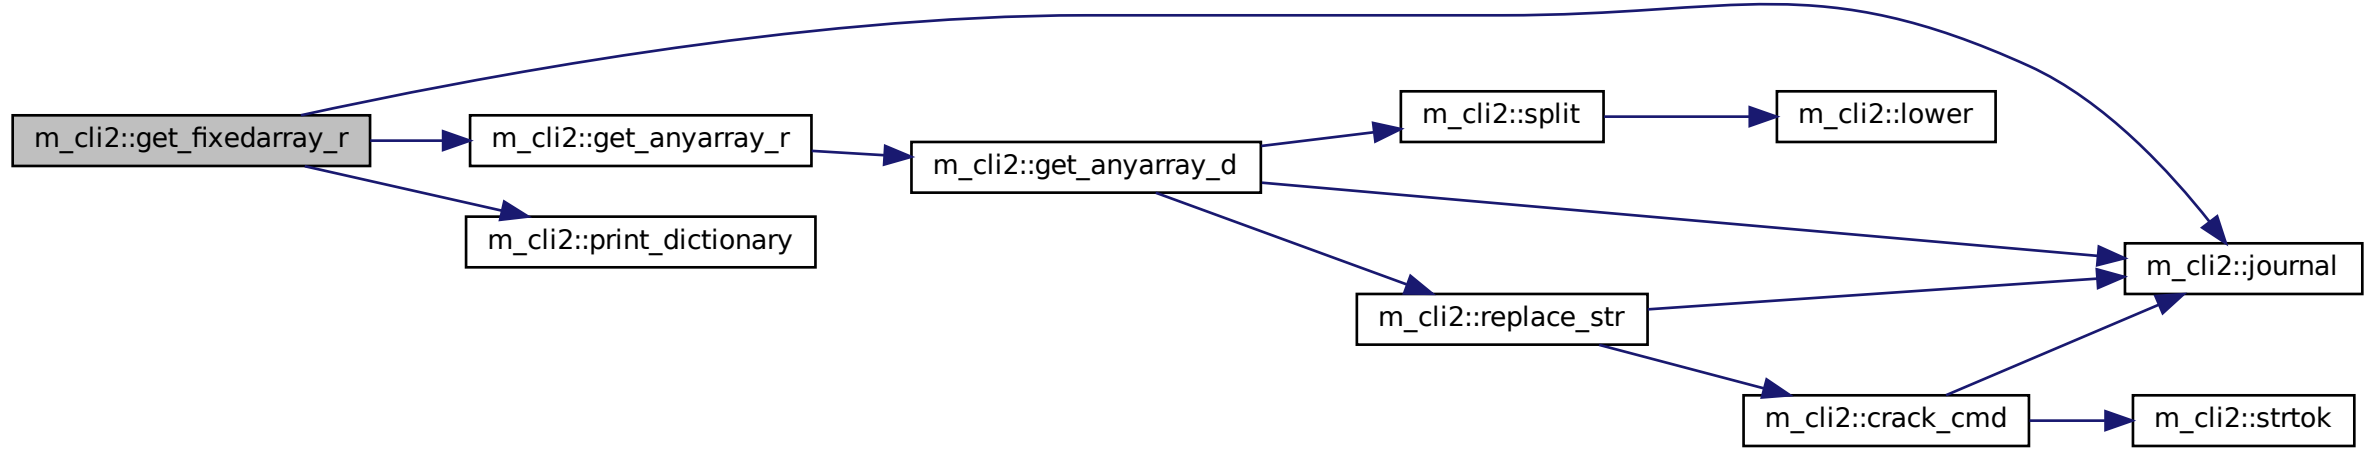 m_cli2::get_fixedarray_r
m_cli2::get_anyarray_r
m_cli2::print_dictionary
m_cli2::get_anyarray_d
m_cli2::split
m_cli2::lower
m_cli2::replace_str
m_cli2::journal
m_cli2::crack_cmd
m_cli2::strtok